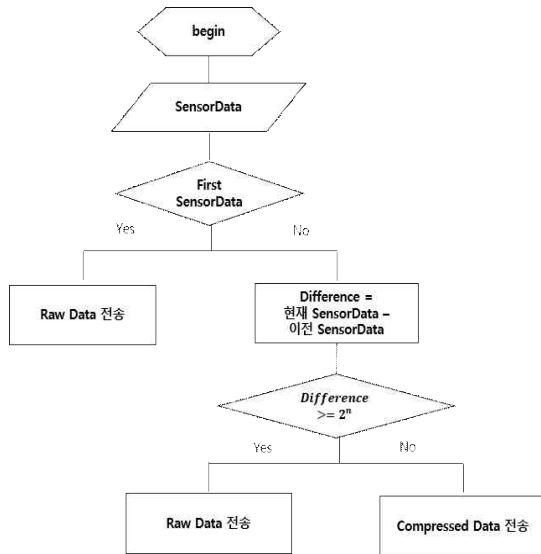 begin
SensorData
First
SensorData
Yes
No
Raw Data 전송
Difference =
현재 SensorData –
이전 SensorData
Difference
>= 2ⁿ
Yes
No
Raw Data 전송
Compressed Data 전송